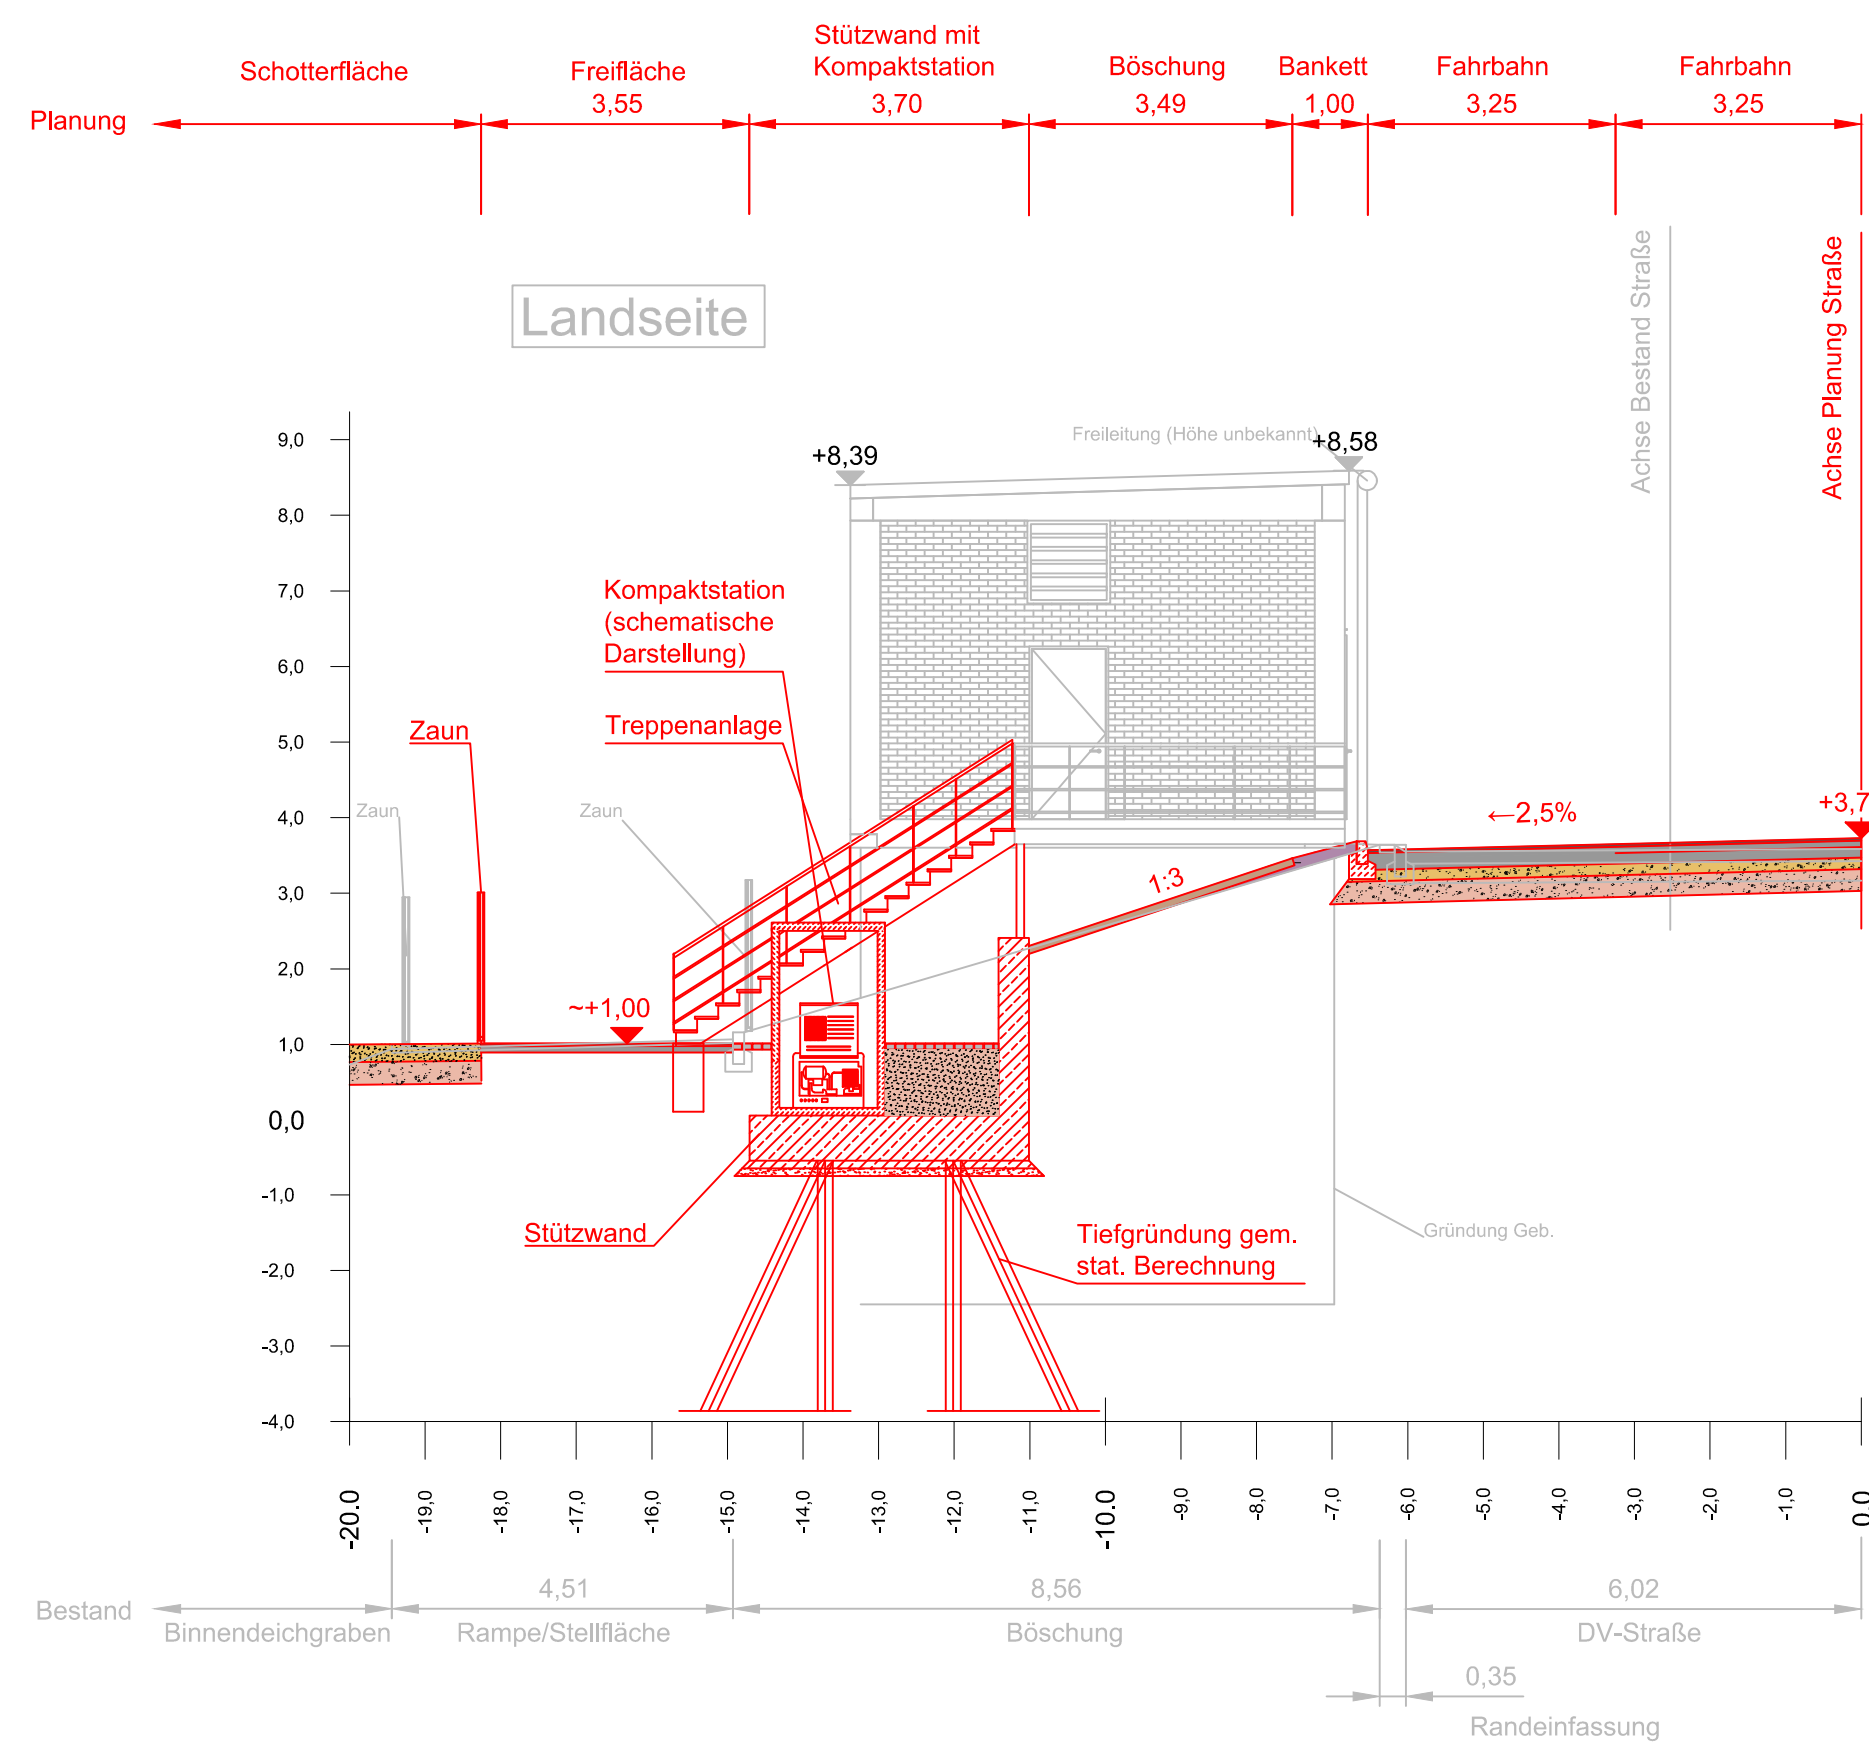 Stützwand mit
Schotterfläche Freifläche Kompaktstation Böschung Bankett Fahrbahn Fahrbahn
3,55 3,70 3,49 1,00 3,25 3,25
Planung
Achse Bestand Straße
Achse Planung Straße
Landseite
Freileitung (Höhe unbekannt)
+8,39
+8,58
9,0
8,0
7,0
6,0
5,0
4,0
3,0
2,0
1,0
0,0
-1,0
-2,0
-3,0
-4,0
Kompaktstation
(schematische
Darstellung)
Treppenanlage
Zaun
Zaun
Zaun
←2,5%
+3,7
1:3
~+1,00
Stützwand
Tiefgründung gem.
stat. Berechnung
Gründung Geb.
-20.0 -19,0 -18,0 -17,0 -16,0 -15,0 -14,0 -13,0 -12,0 -11,0 -10.0 -9,0 -8,0 -7,0 -6,0 -5,0 -4,0 -3,0 -2,0 -1,0 0.0
4,51 8,56 6,02
Bestand
Binnendeichgraben Rampe/Stellfläche Böschung DV-Straße
0,35
Randeinfassung